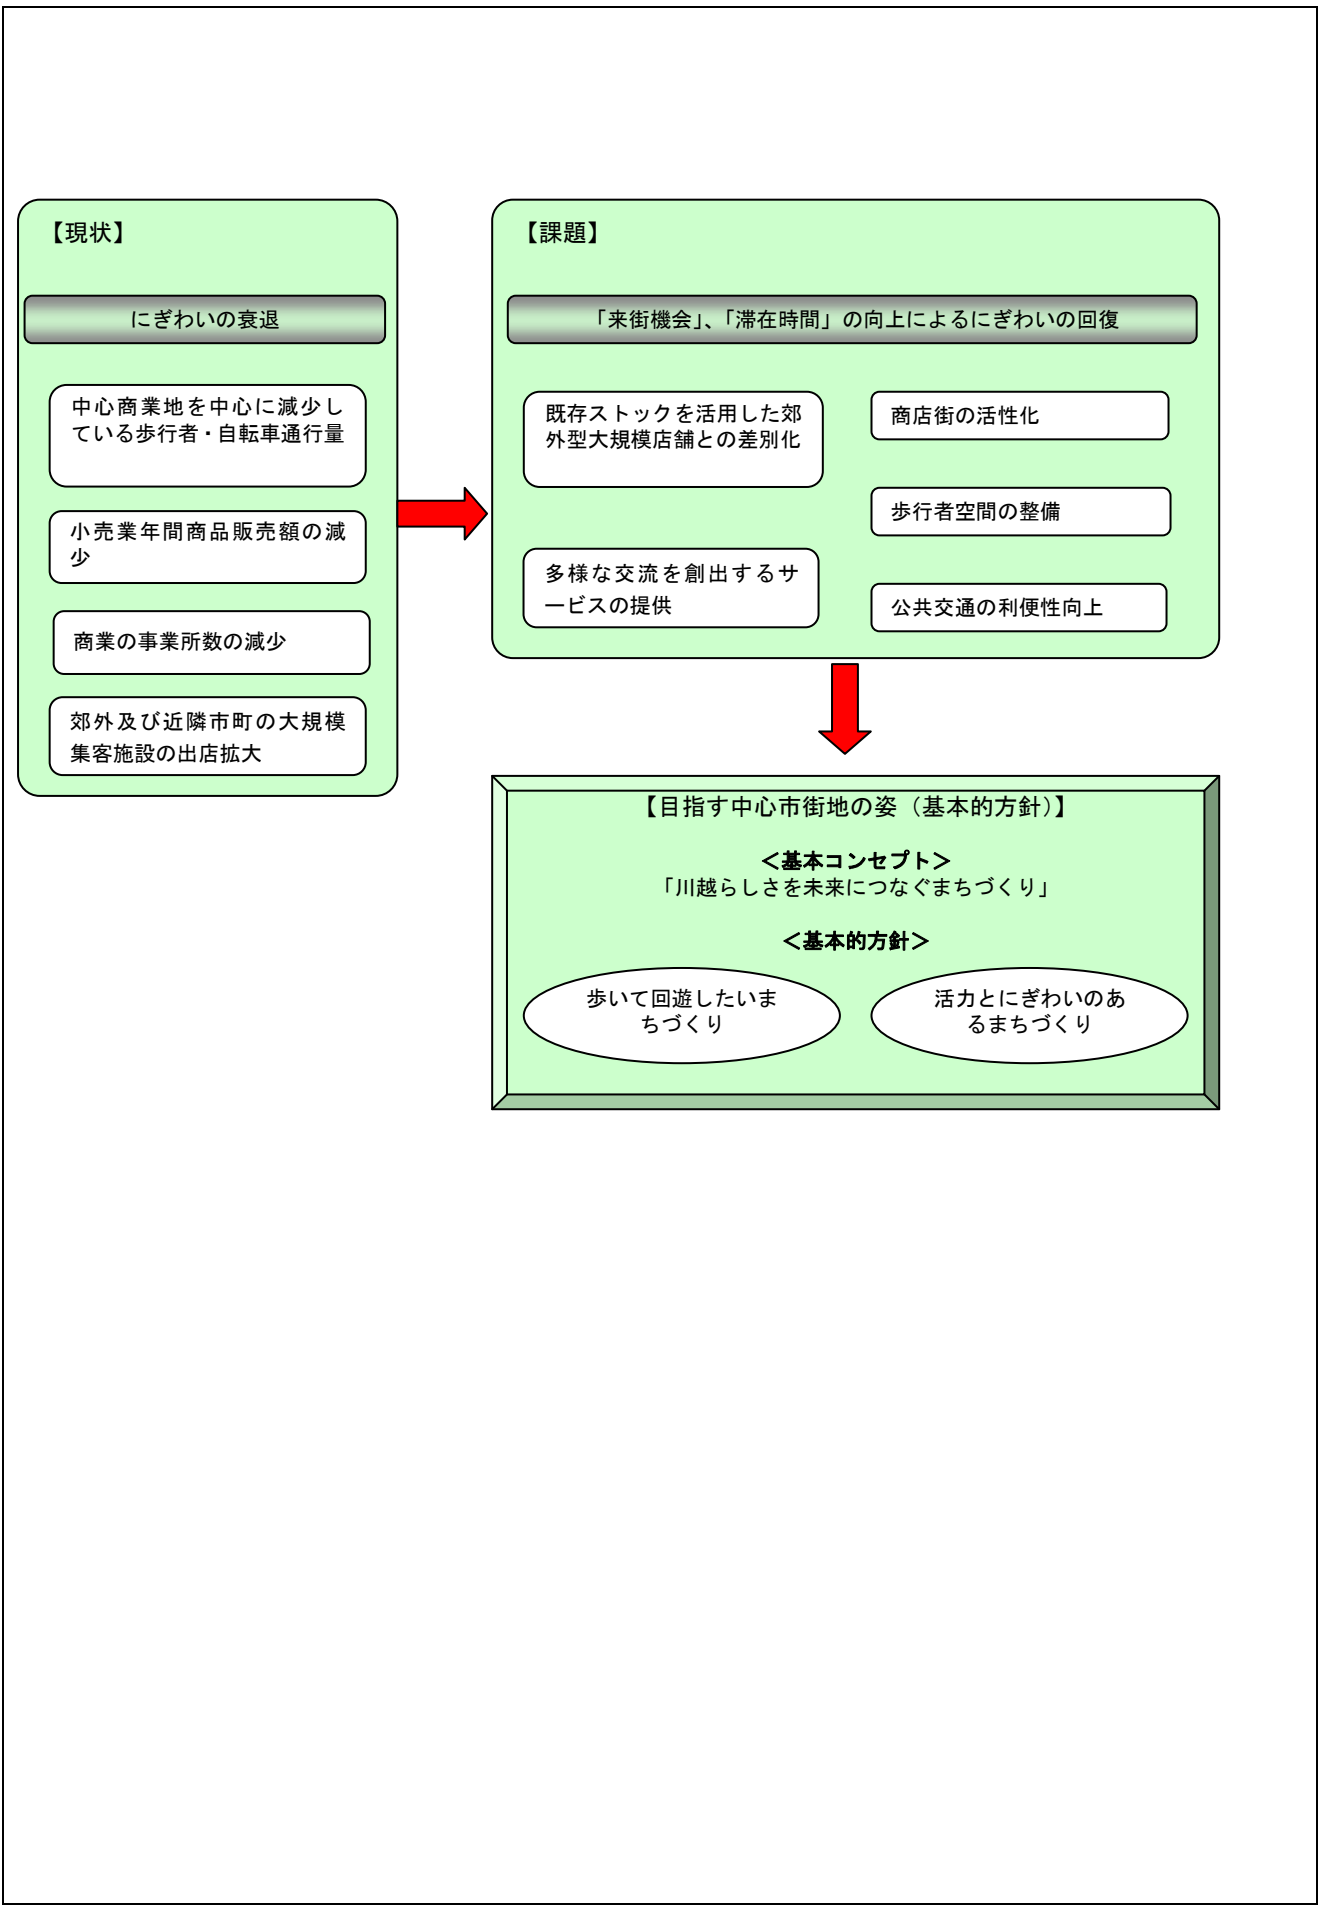 【現状】
にぎわいの衰退
中心商業地を中心に減少し
ている歩行者・自転車通行量
小売業年間商品販売額の減
少
商業の事業所数の減少
郊外及び近隣市町の大規模
集客施設の出店拡大
【課題】
「来街機会」、「滞在時間」の向上によるにぎわいの回復
既存ストックを活用した郊
外型大規模店舗との差別化
多様な交流を創出するサ
ービスの提供
商店街の活性化
歩行者空間の整備
公共交通の利便性向上
【目指す中心市街地の姿（基本的方針）】
＜基本コンセプト＞
「川越らしさを未来につなぐまちづくり」
＜基本的方針＞
歩いて回遊したいま
ちづくり
活力とにぎわいのあ
るまちづくり